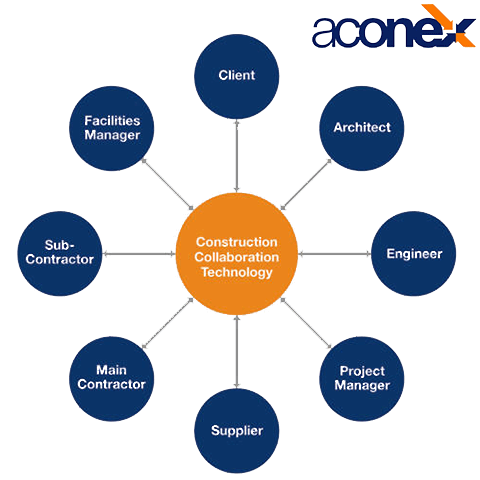 aconex
Client
Facilities
Manager
Architect
Construction
Collaboration
Technology
Sub-
Contractor
Engineer
Main
Contractor
Project
Manager
Supplier